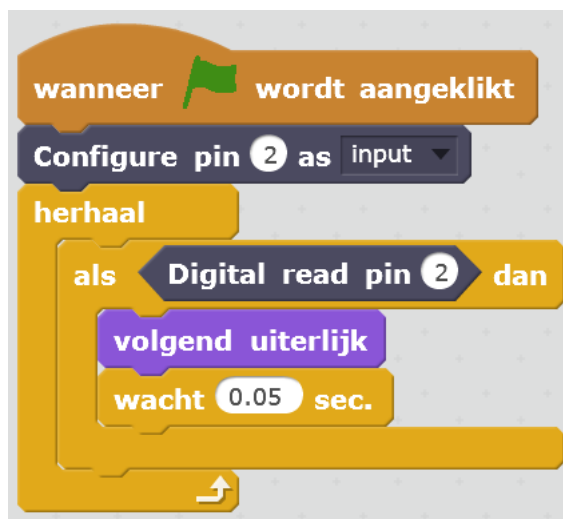 wanneer wordt aangeklikt
Configure pin 2 as input
herhaal
als Digital read pin 2 dan
volgend uiterlijk
wacht 0.05 sec.